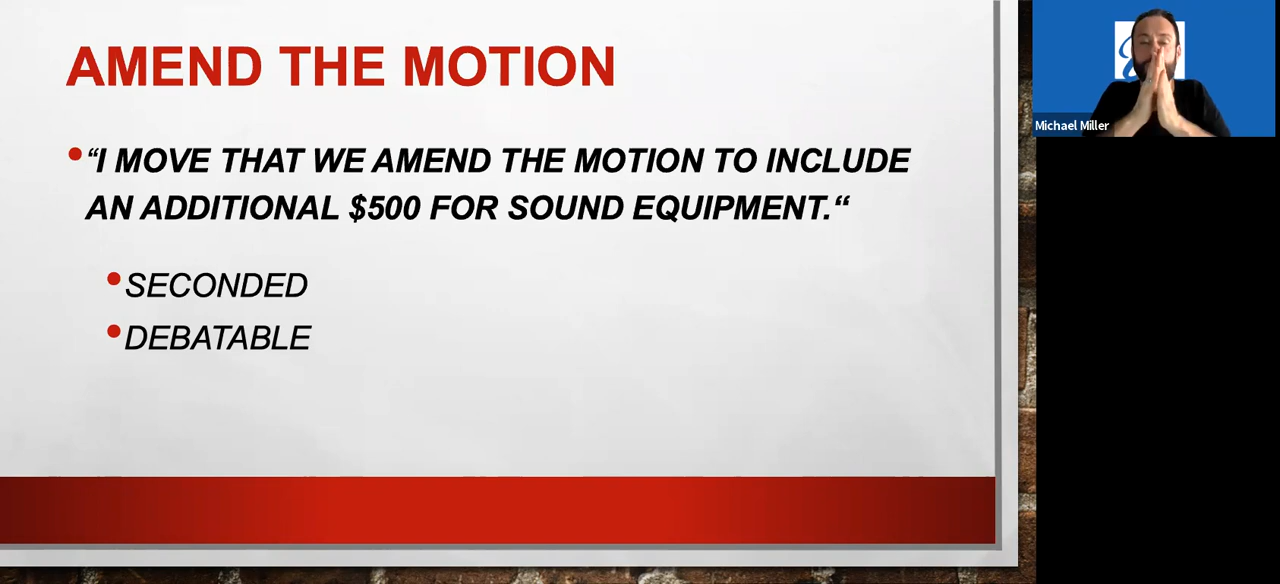 AMEND THE MOTION
•“I MOVE THAT WE AMEND THE MOTION TO INCLUDE
AN ADDITIONAL $500 FOR SOUND EQUIPMENT.“
•SECONDED
•DEBATABLE
Michael Miller